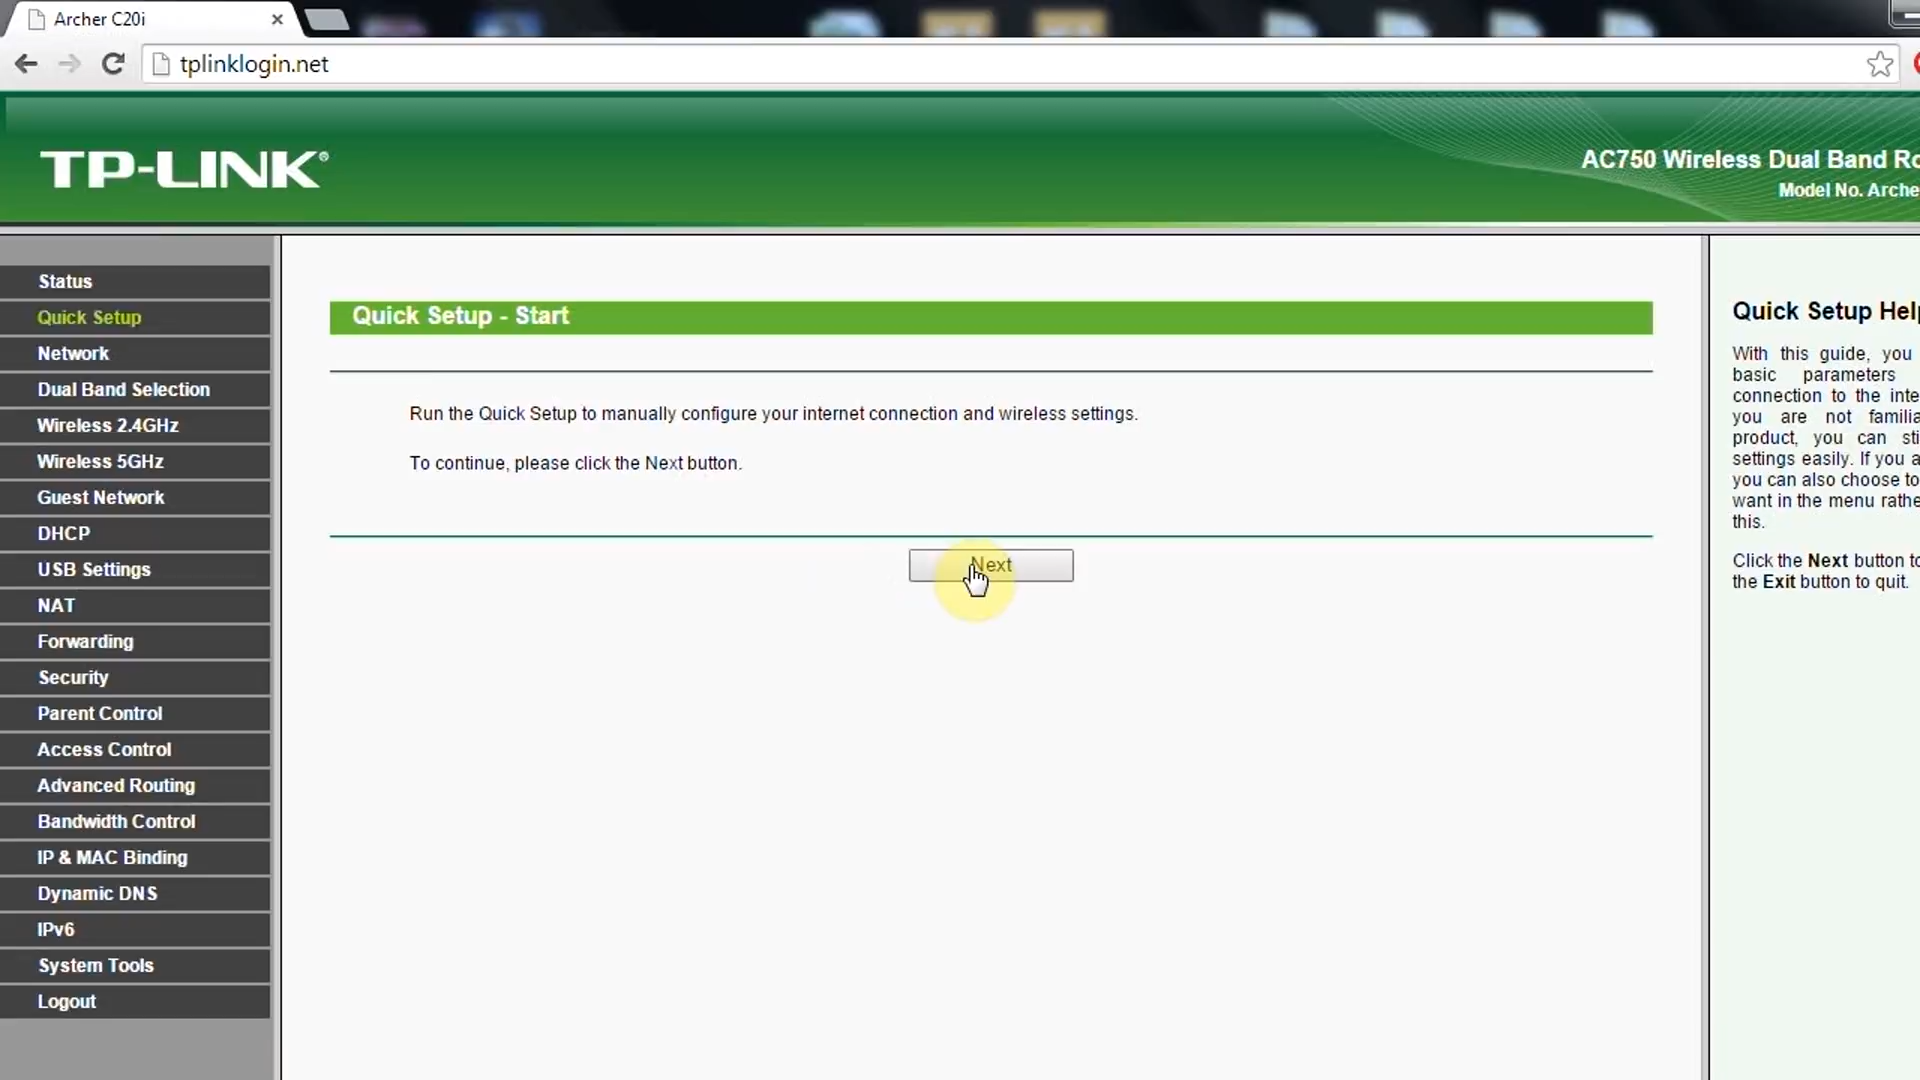 Archer C20i
tplinklogin.net
TP-LINK®
AC750 Wireless Dual Band Ro
Model No. Arche
Status
Quick Setup
Network
Dual Band Selection
Wireless 2.4GHz
Wireless 5GHz
Guest Network
DHCP
USB Settings
NAT
Forwarding
Security
Parent Control
Access Control
Advanced Routing
Bandwidth Control
IP & MAC Binding
Dynamic DNS
IPv6
System Tools
Logout
Quick Setup - Start
Run the Quick Setup to manually configure your internet connection and wireless settings.
To continue, please click the Next button.
Next
Quick Setup Help
With this guide, you
basic parameters
connection to the inte
you are not familia
product, you can sti
settings easily. If you a
you can also choose to
want in the menu rathe
this.
Click the Next button to
the Exit button to quit.